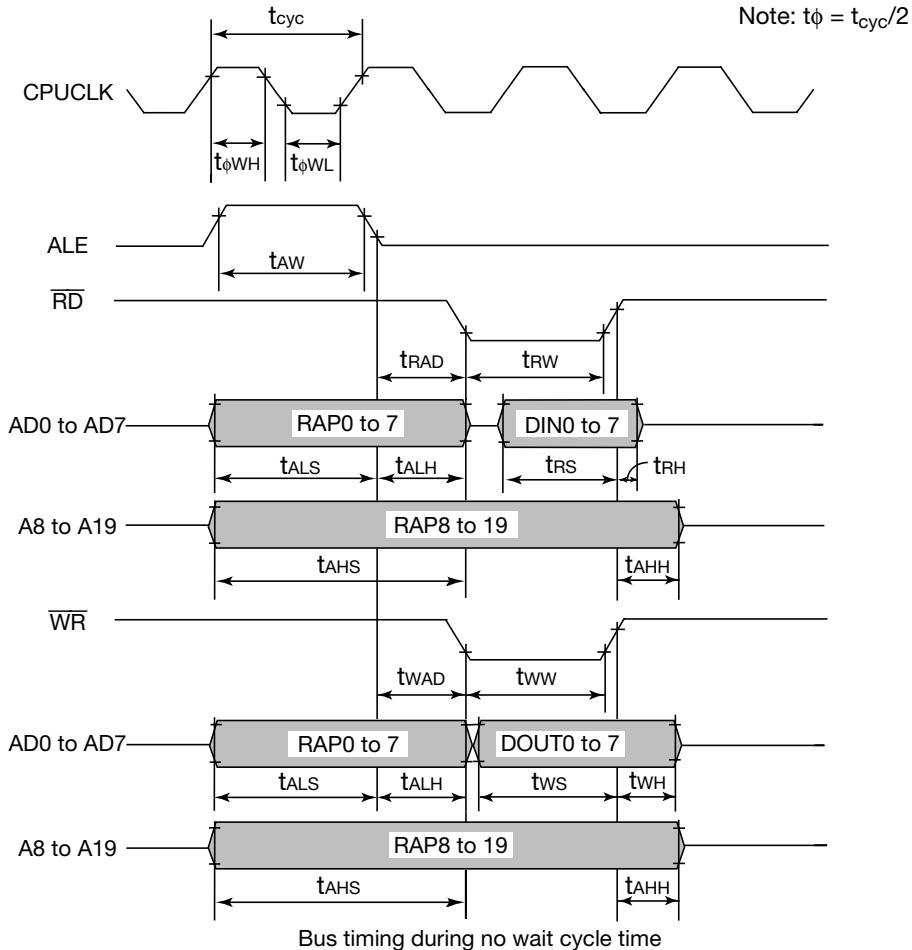 Note: tϕ = tcyc/2
tcyc
CPUCLK
tϕWH tϕWL
ALE
tAW
RD
tRAD tRW
AD0 to AD7 RAP0 to 7 DIN0 to 7
tALS tALH tRS tRH
A8 to A19 RAP8 to 19
tAHS tAHH
WR
tWAD tWW
AD0 to AD7 RAP0 to 7 DOUT0 to 7
tALS tALH tWS tWH
A8 to A19 RAP8 to 19
tAHS tAHH
Bus timing during no wait cycle time